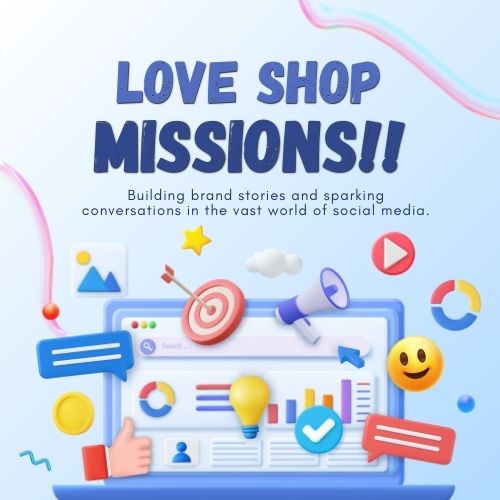 LOVE SHOP
MISSIONS!!
Building brand stories and sparking
conversations in the vast world of social media.
Search...